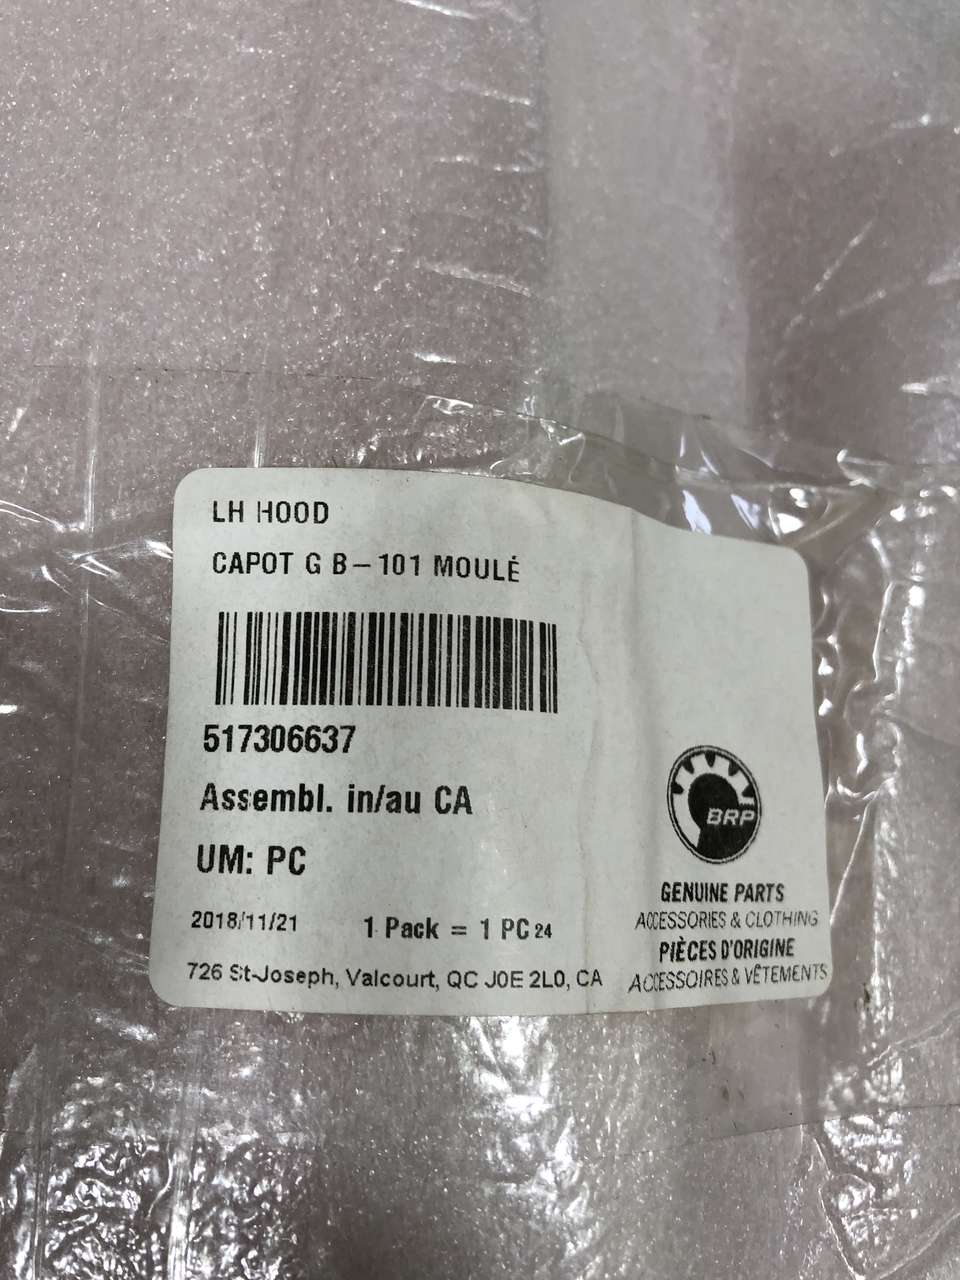 LH HOOD
CAPOT G B-101 MOULÉ
517306637
Assembl. in/au CA
UM: PC
2018/11/21 1 Pack = 1 PC 24
726 St-Joseph, Valcourt, QC J0E 2L0, CA
BRP
GENUINE PARTS
ACCESSORIES & CLOTHING
PIÈCES D'ORIGINE
ACCESSOIRES & VÊTEMENTS